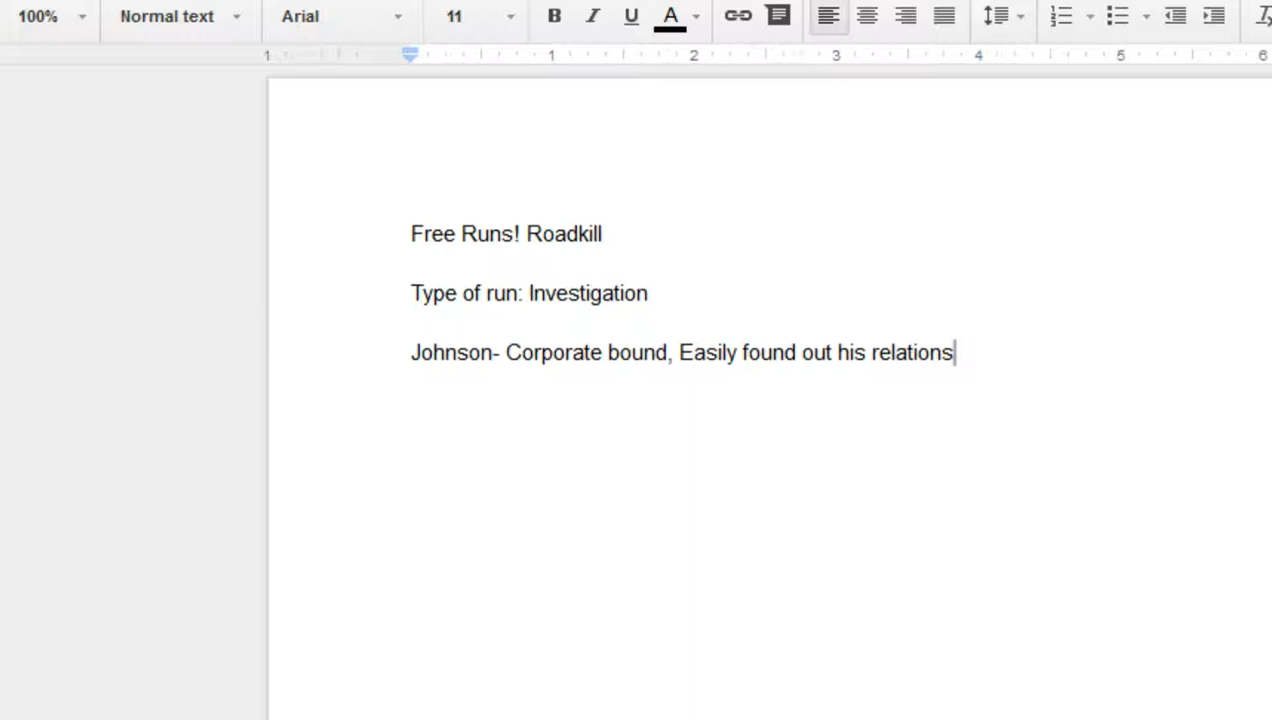 100% Normal text Arial 11 B I U A
1 1 2 3 4 5 6
Free Runs! Roadkill
Type of run: Investigation
Johnson- Corporate bound, Easily found out his relations